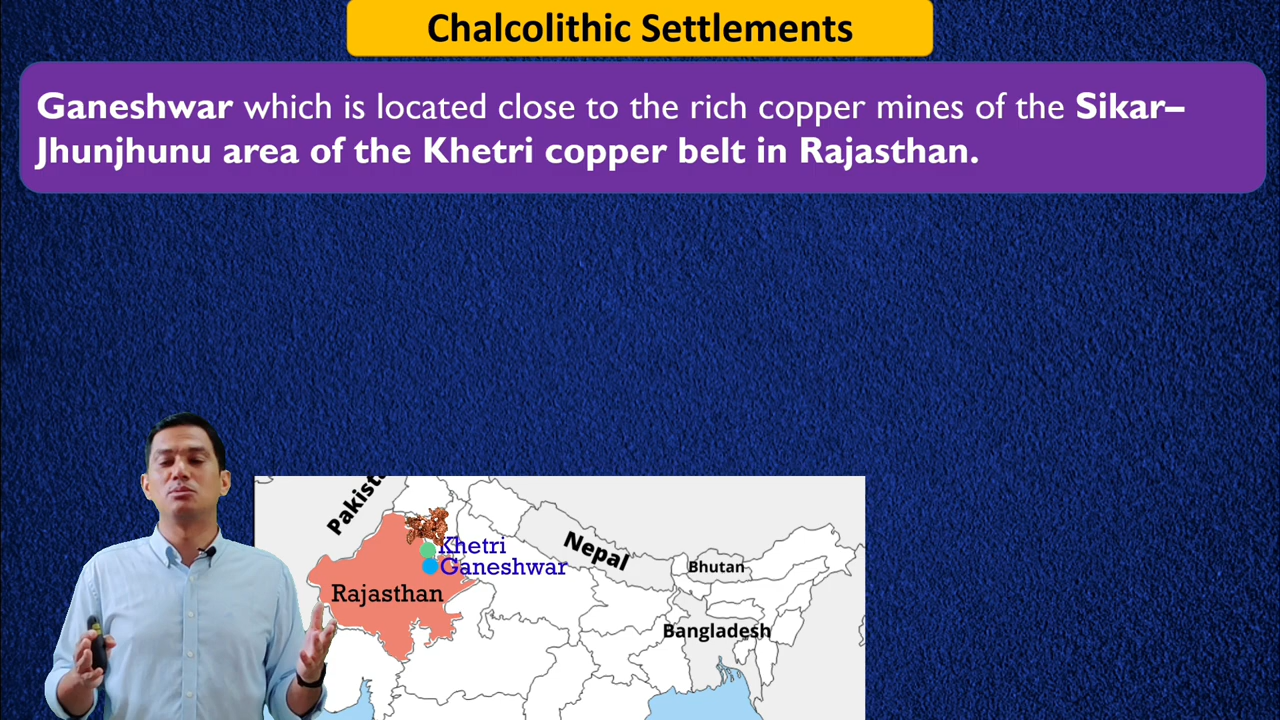 Chalcolithic Settlements
Ganeshwar which is located close to the rich copper mines of the Sikar–
Jhunjhunu area of the Khetri copper belt in Rajasthan.
Khetri
Nepal
Ganeshwar
Bhutan
Rajasthan
Bangladesh